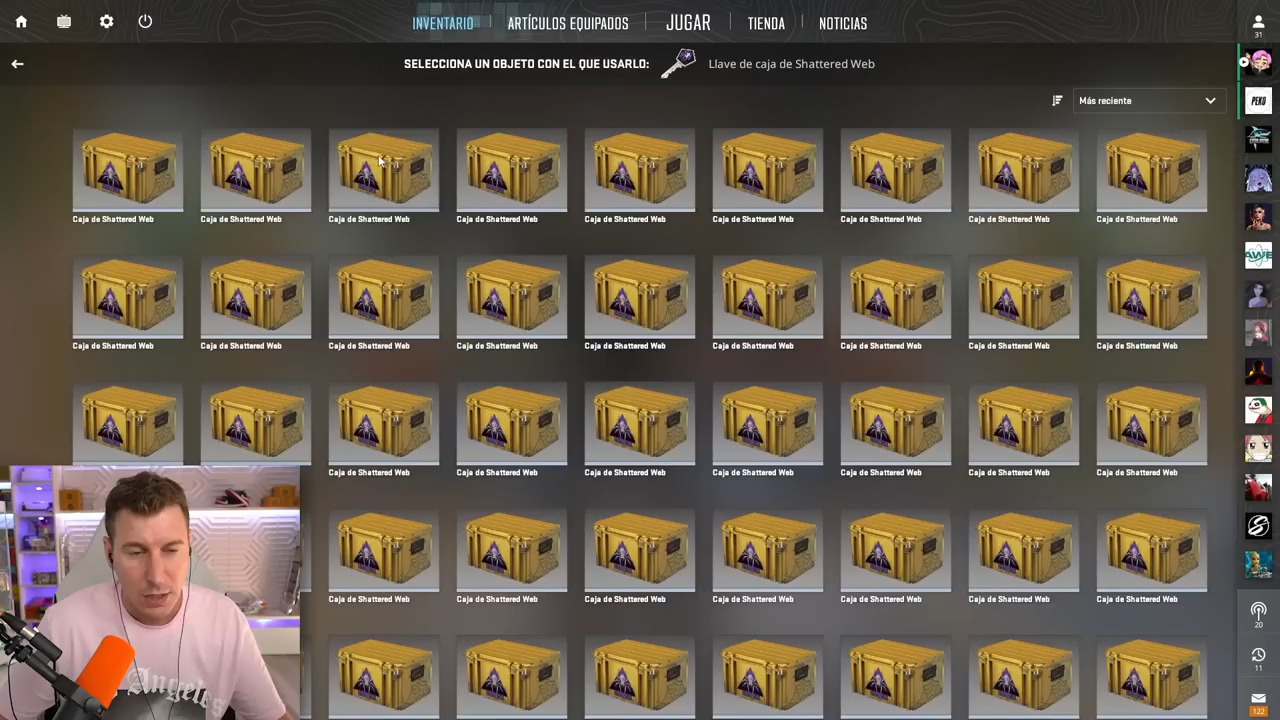 INVENTARIO ARTÍCULOS EQUIPADOS JUGAR TIENDA NOTICIAS
31
SELECCIONA UN OBJETO CON EL QUE USARLO: Llave de caja de Shattered Web
Más reciente
PEKO
Caja de Shattered Web Caja de Shattered Web Caja de Shattered Web Caja de Shattered Web Caja de Shattered Web Caja de Shattered Web Caja de Shattered Web Caja de Shattered Web Caja de Shattered Web
AWE
Caja de Shattered Web Caja de Shattered Web Caja de Shattered Web Caja de Shattered Web Caja de Shattered Web Caja de Shattered Web Caja de Shattered Web Caja de Shattered Web Caja de Shattered Web
Caja de Shattered Web Caja de Shattered Web Caja de Shattered Web Caja de Shattered Web Caja de Shattered Web Caja de Shattered Web Caja de Shattered Web
Caja de Shattered Web Caja de Shattered Web Caja de Shattered Web Caja de Shattered Web Caja de Shattered Web Caja de Shattered Web Caja de Shattered Web
20
11
Angeles
122